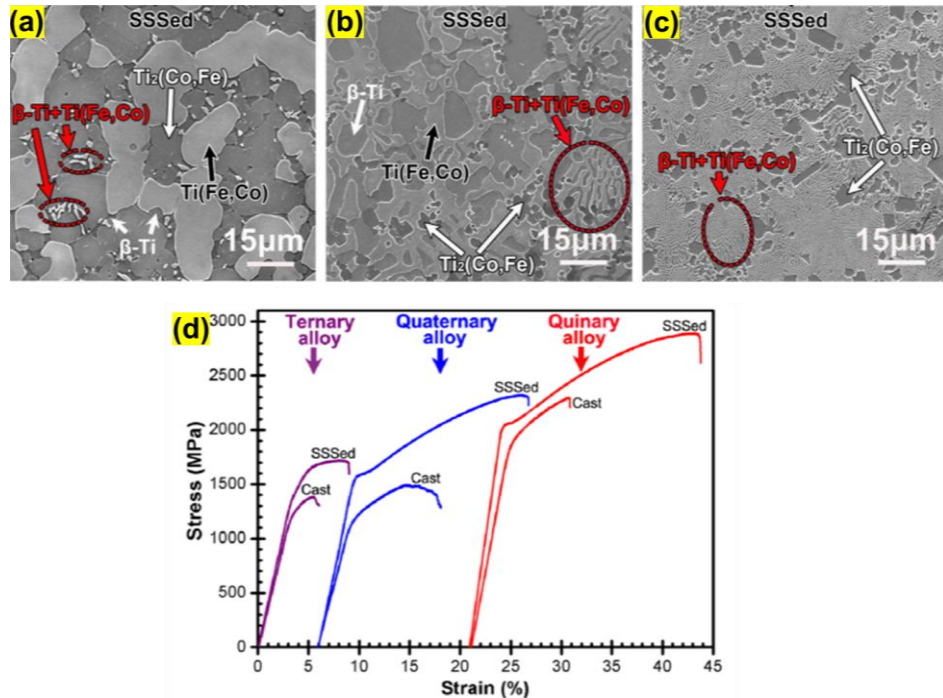 (a)
SSSed
Ti₂(Co,Fe)
β-Ti+Ti(Fe,Co)
Ti(Fe,Co)
β-Ti
15μm
(b)
SSSed
β-Ti
β-Ti+Ti(Fe,Co)
Ti(Fe,Co)
Ti₂(Co,Fe)
15μm
(c)
SSSed
β-Ti+Ti(Fe,Co)
Ti₂(Co,Fe)
15μm
(d)
Ternary
alloy
Quaternary
alloy
Quinary
alloy
SSSed
Cast
SSSed
Cast
SSSed
Cast
Stress (MPa)
3000
2500
2000
1500
1000
500
0
0 5 10 15 20 25 30 35 40 45
Strain (%)